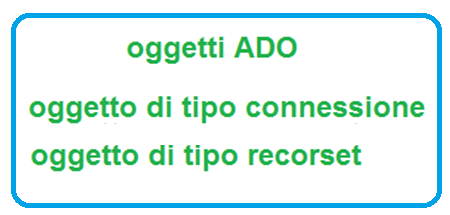 oggetti ADO
oggetto di tipo connessione
oggetto di tipo recorset